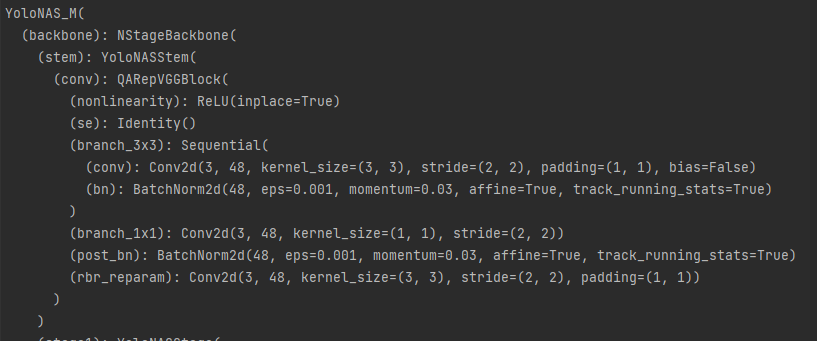 YoloNAS_M(
  (backbone): NStageBackbone(
    (stem): YoloNASStem(
      (conv): QARepVGGBlock(
        (nonlinearity): ReLU(inplace=True)
        (se): Identity()
        (branch_3x3): Sequential(
          (conv): Conv2d(3, 48, kernel_size=(3, 3), stride=(2, 2), padding=(1, 1), bias=False)
          (bn): BatchNorm2d(48, eps=0.001, momentum=0.03, affine=True, track_running_stats=True)
        )
        (branch_1x1): Conv2d(3, 48, kernel_size=(1, 1), stride=(2, 2))
        (post_bn): BatchNorm2d(48, eps=0.001, momentum=0.03, affine=True, track_running_stats=True)
        (rbr_reparam): Conv2d(3, 48, kernel_size=(3, 3), stride=(2, 2), padding=(1, 1))
      )
    )
    (stage1): YoloNASStage(